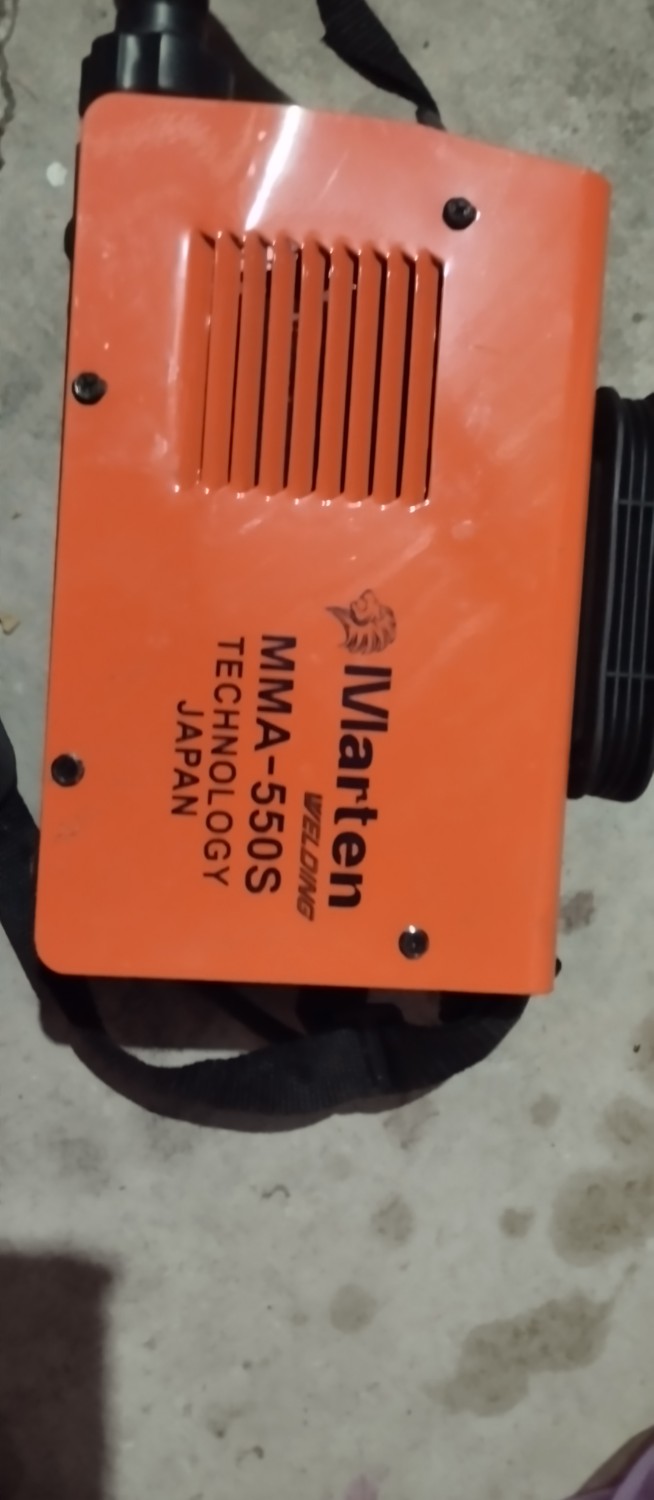 Marten
WELDING
MMA-550S
TECHNOLOGY
JAPAN